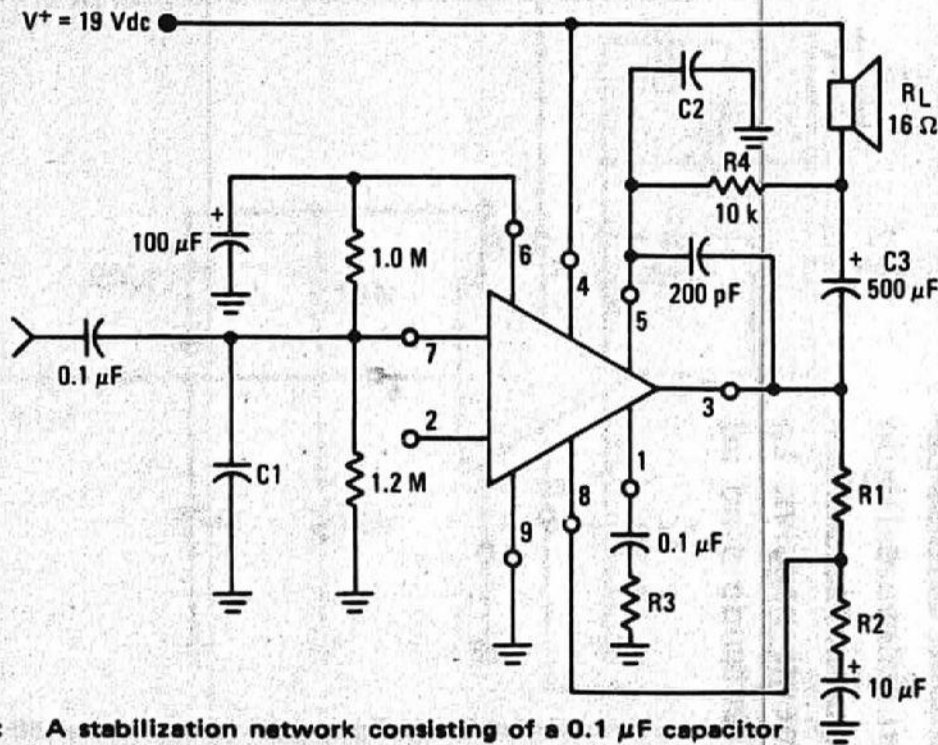 V+ = 19 Vdc
C2
RL
16 Ω
R4
10 k
+
100 μF
1.0 M
6
4
200 pF
+
C3
500 μF
5
0.1 μF
7
3
2
C1
1.2 M
8
1
9
0.1 μF
R1
R3
R2
+
10 μF
: A stabilization network consisting of a 0.1 μF capacitor